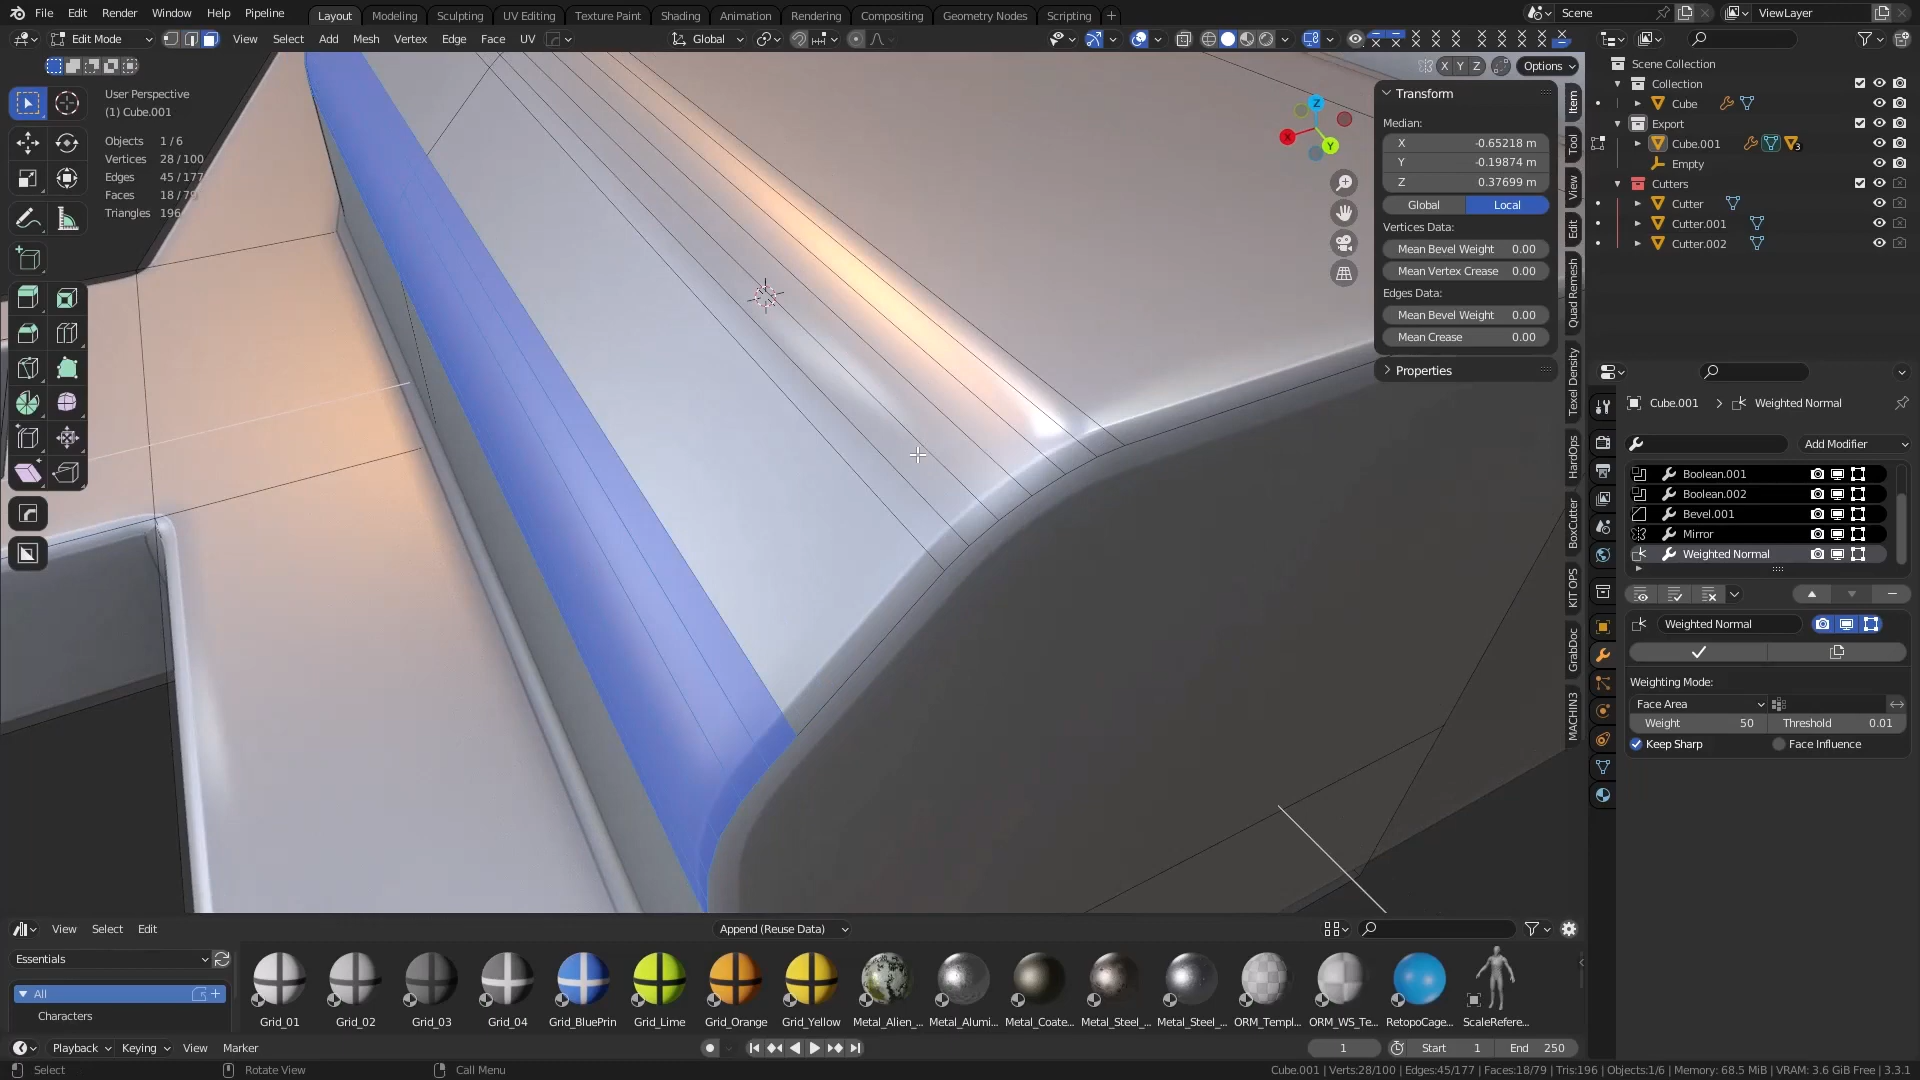 File Edit Render Window Help Pipeline
Layout Modeling Sculpting UV Editing Texture Paint Shading Animation Rendering Compositing Geometry Nodes Scripting +
Scene
ViewLayer
Edit Mode
View Select Add Mesh Vertex Edge Face UV
Global
X Y Z Options
User Perspective
(1) Cube.001
Objects 1 / 6
Vertices 28 / 100
Edges 45 / 177
Faces 18 / 79
Triangles 196
Z
X
Y
Transform
Median:
X -0.65218 m
Y -0.19874 m
Z 0.37699 m
Global Local
Vertices Data:
Mean Bevel Weight 0.00
Mean Vertex Crease 0.00
Edges Data:
Mean Bevel Weight 0.00
Mean Crease 0.00
Properties
Item
Tool
View
Edit
Quad Remesh
Texel Density
HardOps
BoxCutter
KIT OPS
GrabDoc
MACHIN3
Scene Collection
Collection
Cube
Export
Cube.001
3
Empty
Cutters
Cutter
Cutter.001
Cutter.002
Cube.001 > Weighted Normal
Add Modifier
Boolean.001
Boolean.002
Bevel.001
Mirror
Weighted Normal
Weighted Normal
Weighting Mode:
Face Area
Weight 50 Threshold 0.01
Keep Sharp Face Influence
View Select Edit
Append (Reuse Data)
Essentials
All
Characters
Grid_01 Grid_02 Grid_03 Grid_04 Grid_BluePrin Grid_Lime Grid_Orange Grid_Yellow Metal_Alien_... Metal_Alumi... Metal_Coate... Metal_Steel_... Metal_Steel_... ORM_Templ... ORM_WS_Te... RetopoCage... ScaleRefere...
Playback Keying View Marker
1 Start 1 End 250
Select Rotate View Call Menu
Cube.001 | Verts:28/100 | Edges:45/177 | Faces:18/79 | Tris:196 | Objects:1/6 | Memory: 68.5 MiB | VRAM: 3.6 GiB Free | 3.3.1